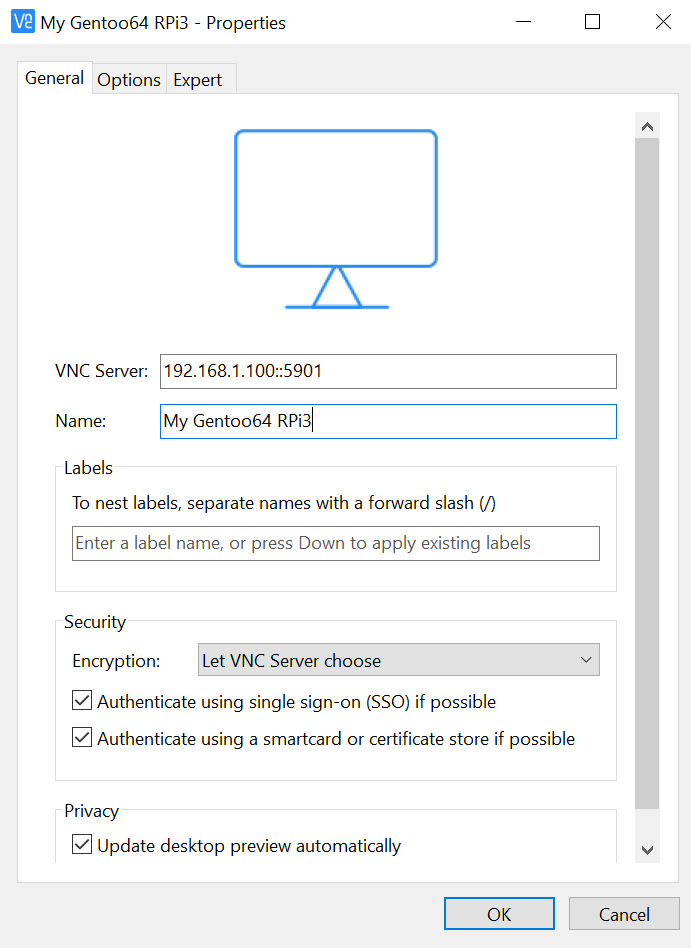 VΩ My Gentoo64 RPi3 - Properties
General Options Expert
VNC Server: 192.168.1.100::5901
Name: My Gentoo64 RPi3
Labels
To nest labels, separate names with a forward slash (/)
Enter a label name, or press Down to apply existing labels
Security
Encryption: Let VNC Server choose
Authenticate using single sign-on (SSO) if possible
Authenticate using a smartcard or certificate store if possible
Privacy
Update desktop preview automatically
OK Cancel